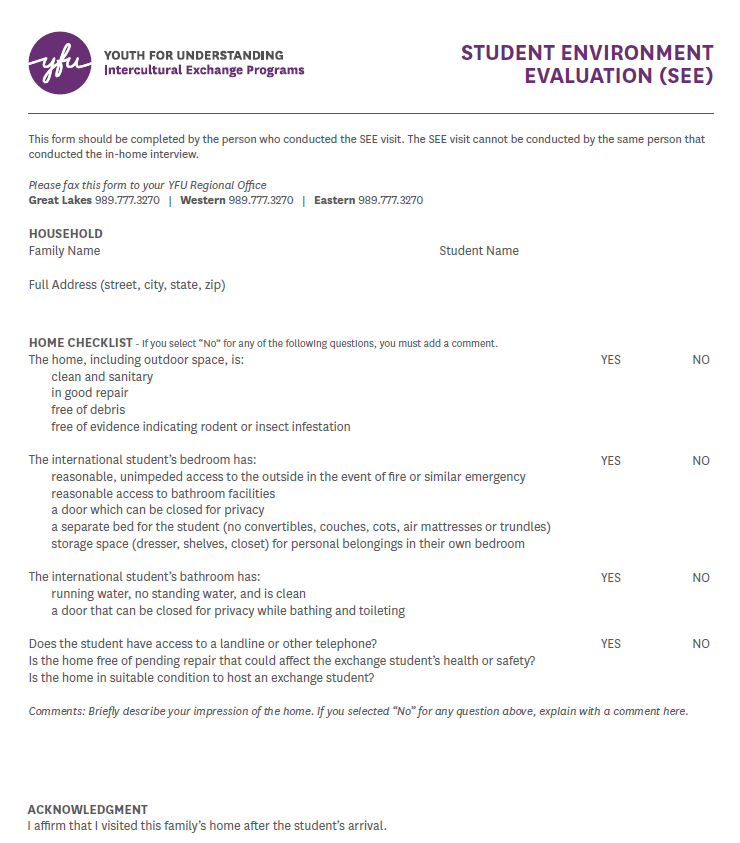 yfu
YOUTH FOR UNDERSTANDING
Intercultural Exchange Programs
STUDENT ENVIRONMENT
EVALUATION (SEE)
This form should be completed by the person who conducted the SEE visit. The SEE visit cannot be conducted by the same person that
conducted the in-home interview.
Please fax this form to your YFU Regional Office
Great Lakes 989.777.3270 | Western 989.777.3270 | Eastern 989.777.3270
HOUSEHOLD
Family Name Student Name
Full Address (street, city, state, zip)
HOME CHECKLIST - If you select "No" for any of the following questions, you must add a comment.
The home, including outdoor space, is: YES NO
clean and sanitary
in good repair
free of debris
free of evidence indicating rodent or insect infestation
The international student's bedroom has: YES NO
reasonable, unimpeded access to the outside in the event of fire or similar emergency
reasonable access to bathroom facilities
a door which can be closed for privacy
a separate bed for the student (no convertibles, couches, cots, air mattresses or trundles)
storage space (dresser, shelves, closet) for personal belongings in their own bedroom
The international student's bathroom has: YES NO
running water, no standing water, and is clean
a door that can be closed for privacy while bathing and toileting
Does the student have access to a landline or other telephone? YES NO
Is the home free of pending repair that could affect the exchange student's health or safety?
Is the home in suitable condition to host an exchange student?
Comments: Briefly describe your impression of the home. If you selected "No" for any question above, explain with a comment here.
ACKNOWLEDGMENT
I affirm that I visited this family's home after the student's arrival.